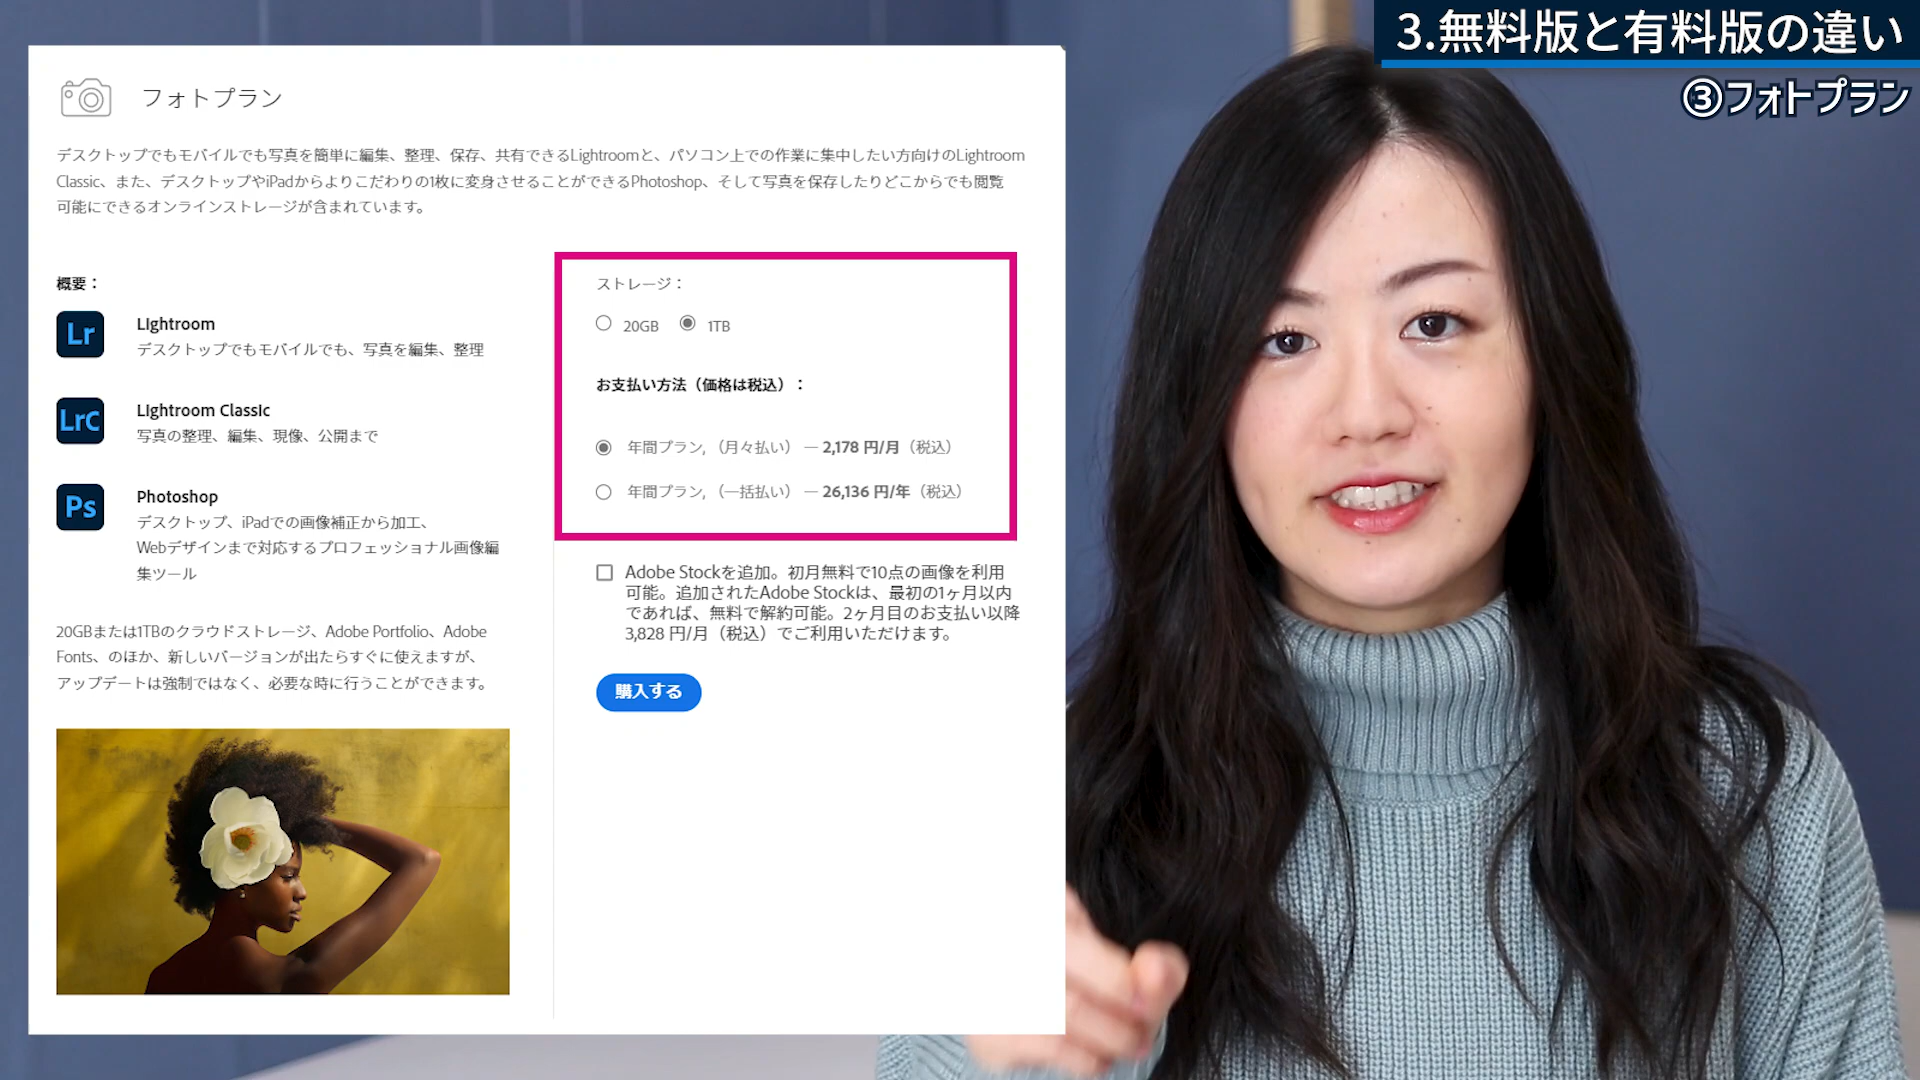 3.無料版と有料版の違い
③フォトプラン
フォトプラン
デスクトップでもモバイルでも写真を簡単に編集、整理、保存、共有できるLightroomと、パソコン上での作業に集中したい方向けのLightroom
Classic、また、デスクトップやiPadからよりこだわりの1枚に変身させることができるPhotoshop、そして写真を保存したりどこからでも閲覧
可能にできるオンラインストレージが含まれています。
概要：
Lr
Lightroom
デスクトップでもモバイルでも、写真を編集、整理
LrC
Lightroom Classic
写真の整理、編集、現像、公開まで
Ps
Photoshop
デスクトップ、iPadでの画像補正から加工、
Webデザインまで対応するプロフェッショナル画像編
集ツール
20GBまたは1TBのクラウドストレージ、Adobe Portfolio、Adobe
Fonts、のほか、新しいバージョンが出たらすぐに使えますが、
アップデートは強制ではなく、必要な時に行うことができます。
ストレージ：
20GB 1TB
お支払い方法（価格は税込）：
年間プラン,（月々払い） — 2,178 円/月（税込）
年間プラン,（一括払い） — 26,136 円/年（税込）
Adobe Stockを追加。初月無料で10点の画像を利用
可能。追加されたAdobe Stockは、最初の1ヶ月以内
であれば、無料で解約可能。2ヶ月目のお支払い以降
3,828 円/月（税込）でご利用いただけます。
購入する